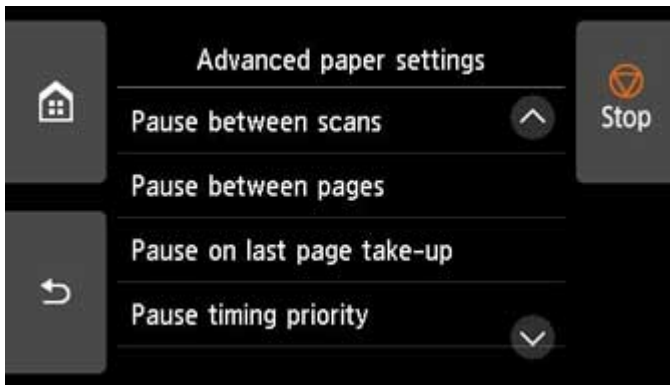 Advanced paper settings
Pause between scans
Stop
Pause between pages
Pause on last page take-up
Pause timing priority